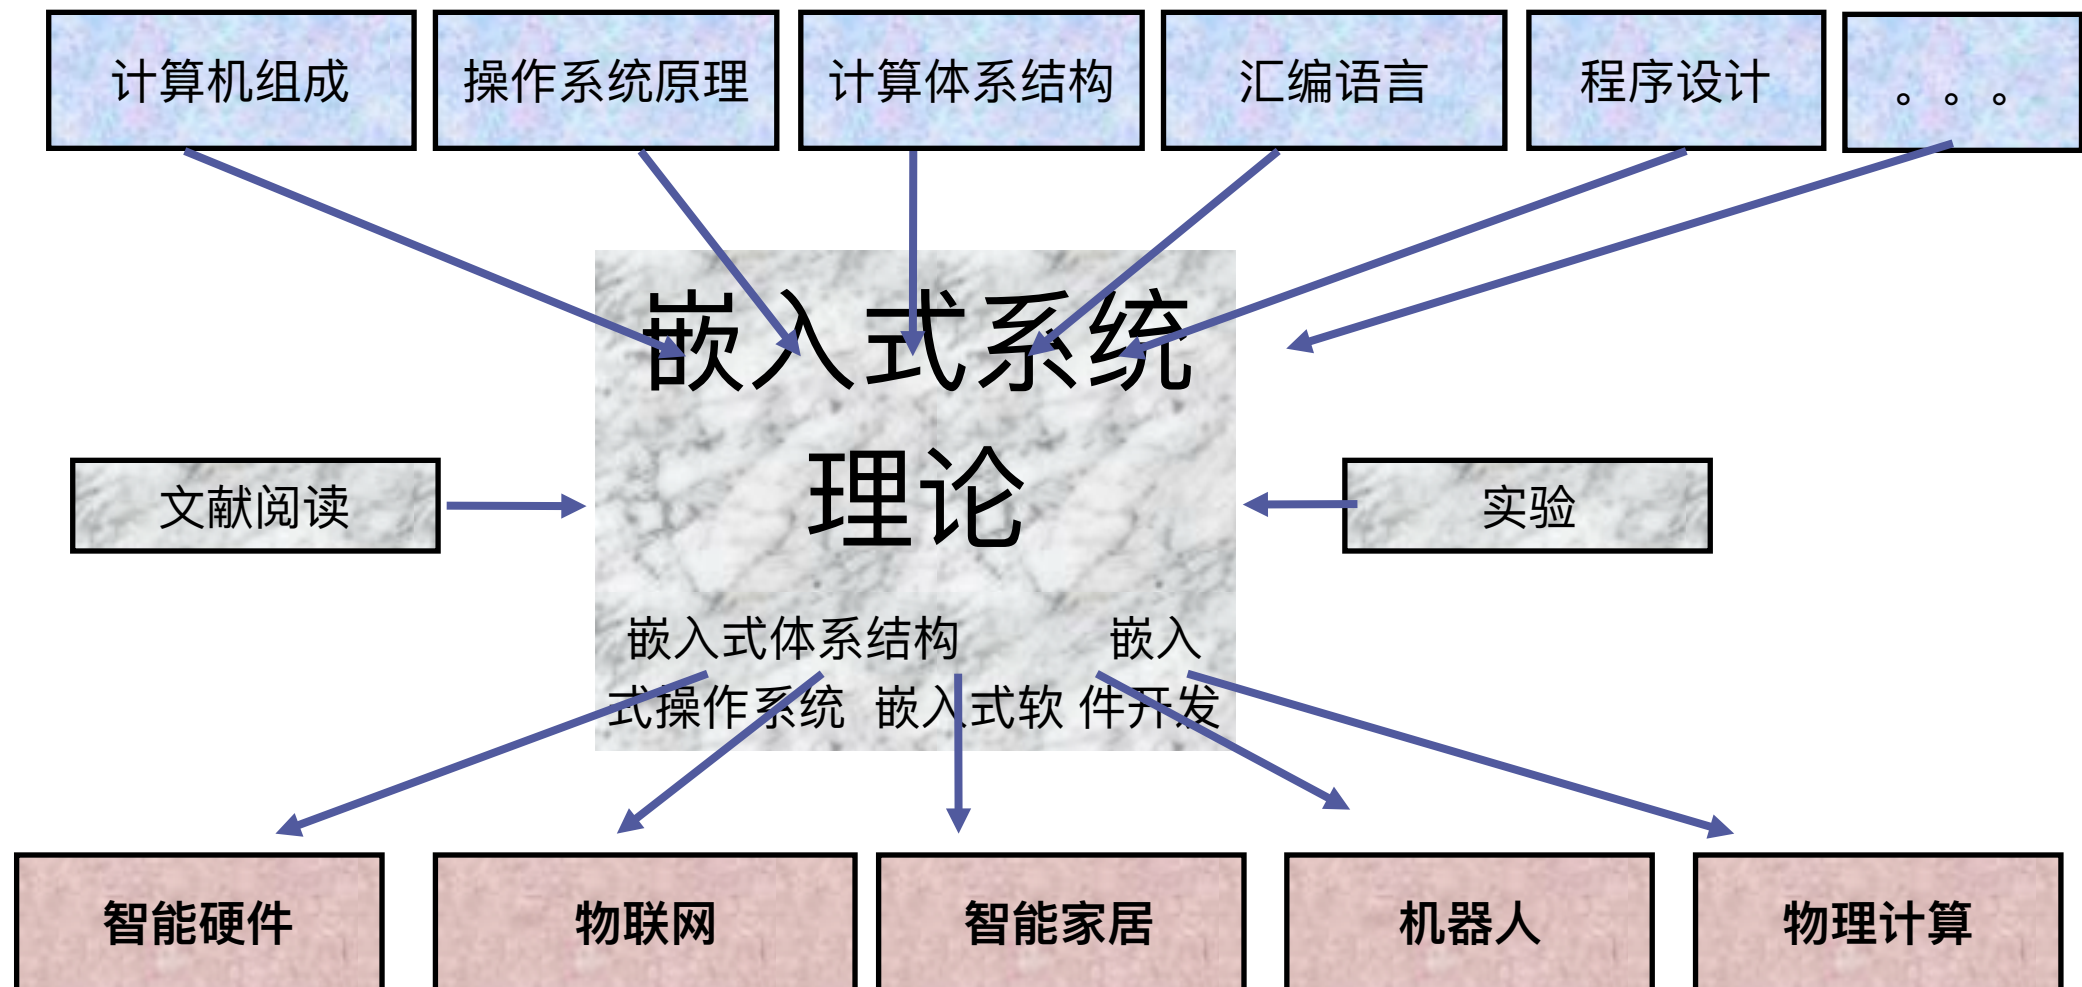 计算机组成
操作系统原理
计算体系结构
汇编语言
程序设计
。。。
嵌入式系统
理论
文献阅读
实验
嵌入式体系结构 嵌入
式操作系统 嵌入式软 件开发
智能硬件
物联网
智能家居
机器人
物理计算